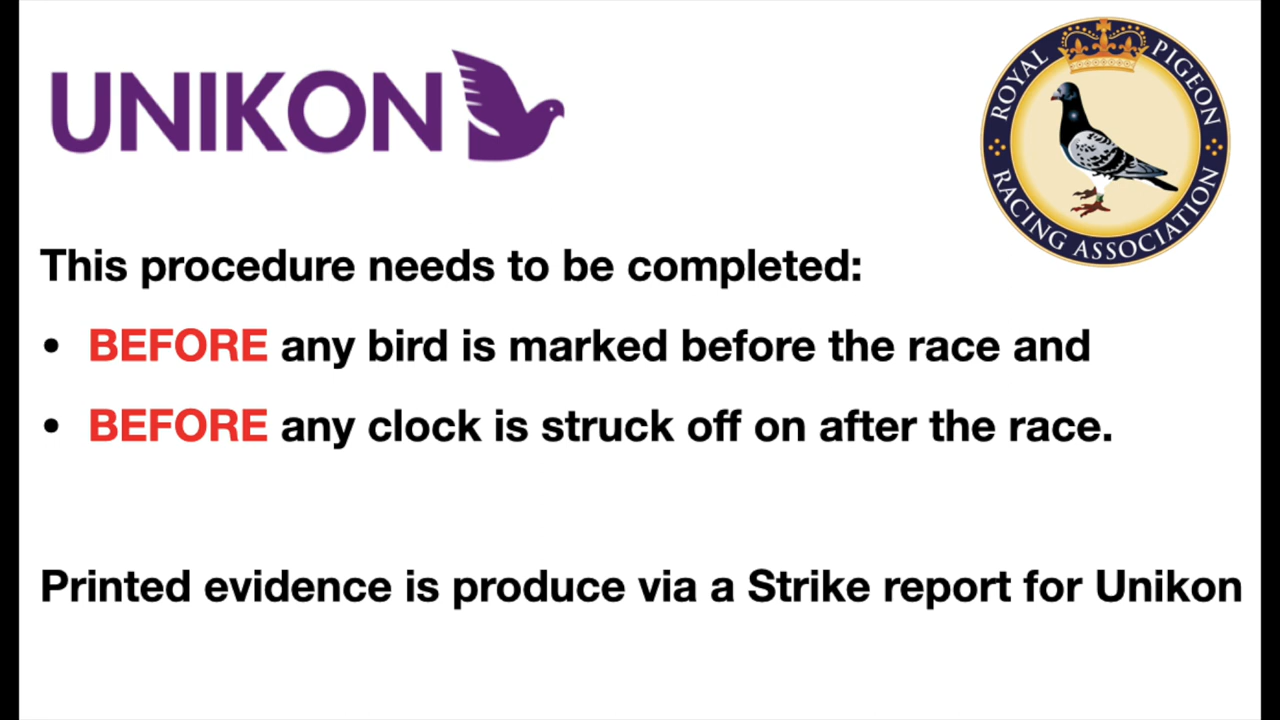 UNIKON
ROYAL PIGEON
RACING ASSOCIATION
This procedure needs to be completed:
• BEFORE any bird is marked before the race and
• BEFORE any clock is struck off on after the race.
Printed evidence is produce via a Strike report for Unikon